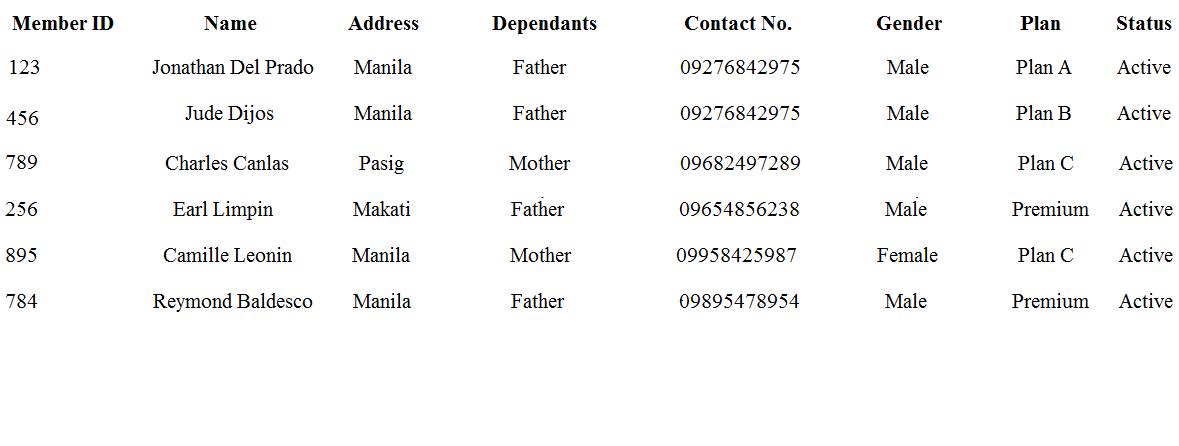 Member ID Name Address Dependants Contact No. Gender Plan Status
123 Jonathan Del Prado Manila Father 09276842975 Male Plan A Active
456 Jude Dijos Manila Father 09276842975 Male Plan B Active
789 Charles Canlas Pasig Mother 09682497289 Male Plan C Active
256 Earl Limpin Makati Father 09654856238 Male Premium Active
895 Camille Leonin Manila Mother 09958425987 Female Plan C Active
784 Reymond Baldesco Manila Father 09895478954 Male Premium Active